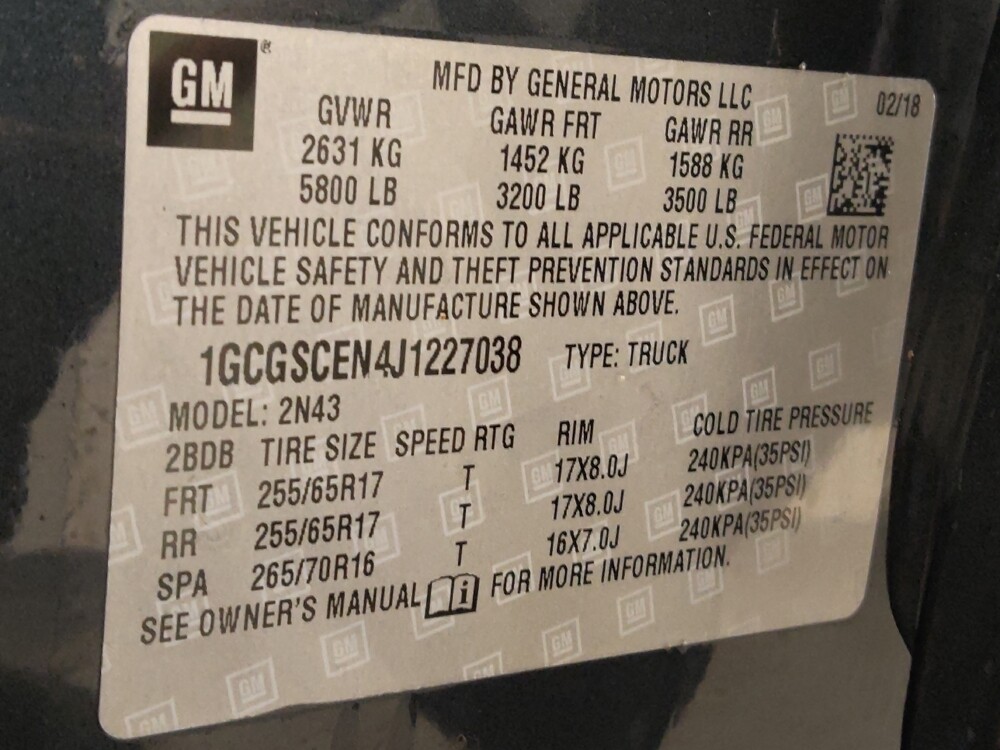 GM ®
MFD BY GENERAL MOTORS LLC 02/18
GVWR GAWR FRT GAWR RR
2631 KG 1452 KG 1588 KG
5800 LB 3200 LB 3500 LB
THIS VEHICLE CONFORMS TO ALL APPLICABLE U.S. FEDERAL MOTOR
VEHICLE SAFETY AND THEFT PREVENTION STANDARDS IN EFFECT ON
THE DATE OF MANUFACTURE SHOWN ABOVE.
1GCGSCEN4J1227038 TYPE: TRUCK
MODEL: 2N43
2BDB TIRE SIZE SPEED RTG RIM COLD TIRE PRESSURE
FRT 255/65R17 T 17X8.0J 240KPA(35PSI)
RR 255/65R17 T 17X8.0J 240KPA(35PSI)
SPA 265/70R16 T 16X7.0J 240KPA(35PSI)
SEE OWNER'S MANUAL i FOR MORE INFORMATION.